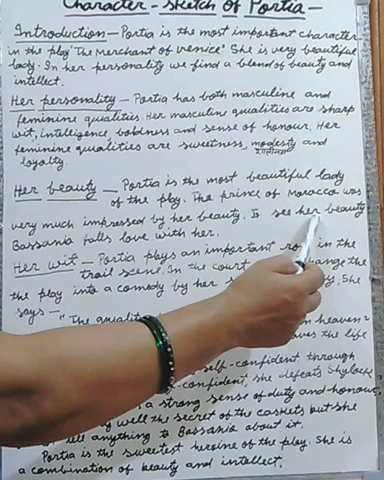 Character-Sketch of Portia-
Introduction - Portia is the most important character
in the play 'The Merchant of Venice'. She is very beautiful
lady. In her personality we find a blend of beauty and
intellect.
Her personality - Portia has both masculine and
feminine qualities. Her masculine qualities are sharp
wit, intelligence, boldness and sense of honour. Her
feminine qualities are sweetness, modesty and
शालीनता
loyalty.
Her beauty - Portia is the most beautiful lady
of the play. The prince of Morocco was
very much impressed by her beauty. To see her beauty
Bassania falls love with her.
Her wit - Portia plays an important in the
trail scene. In the court change the
the play into a comedy by her She
says - "The in heaven"
the life
self-confident through
-confident, she defeats Shylock
a strong sense of duty and honour.
well the secret of the caskets but she
tell anything to Bassania about it.
Portia is the sweetest heroine of the play. She is
a combination of beauty and intellect.